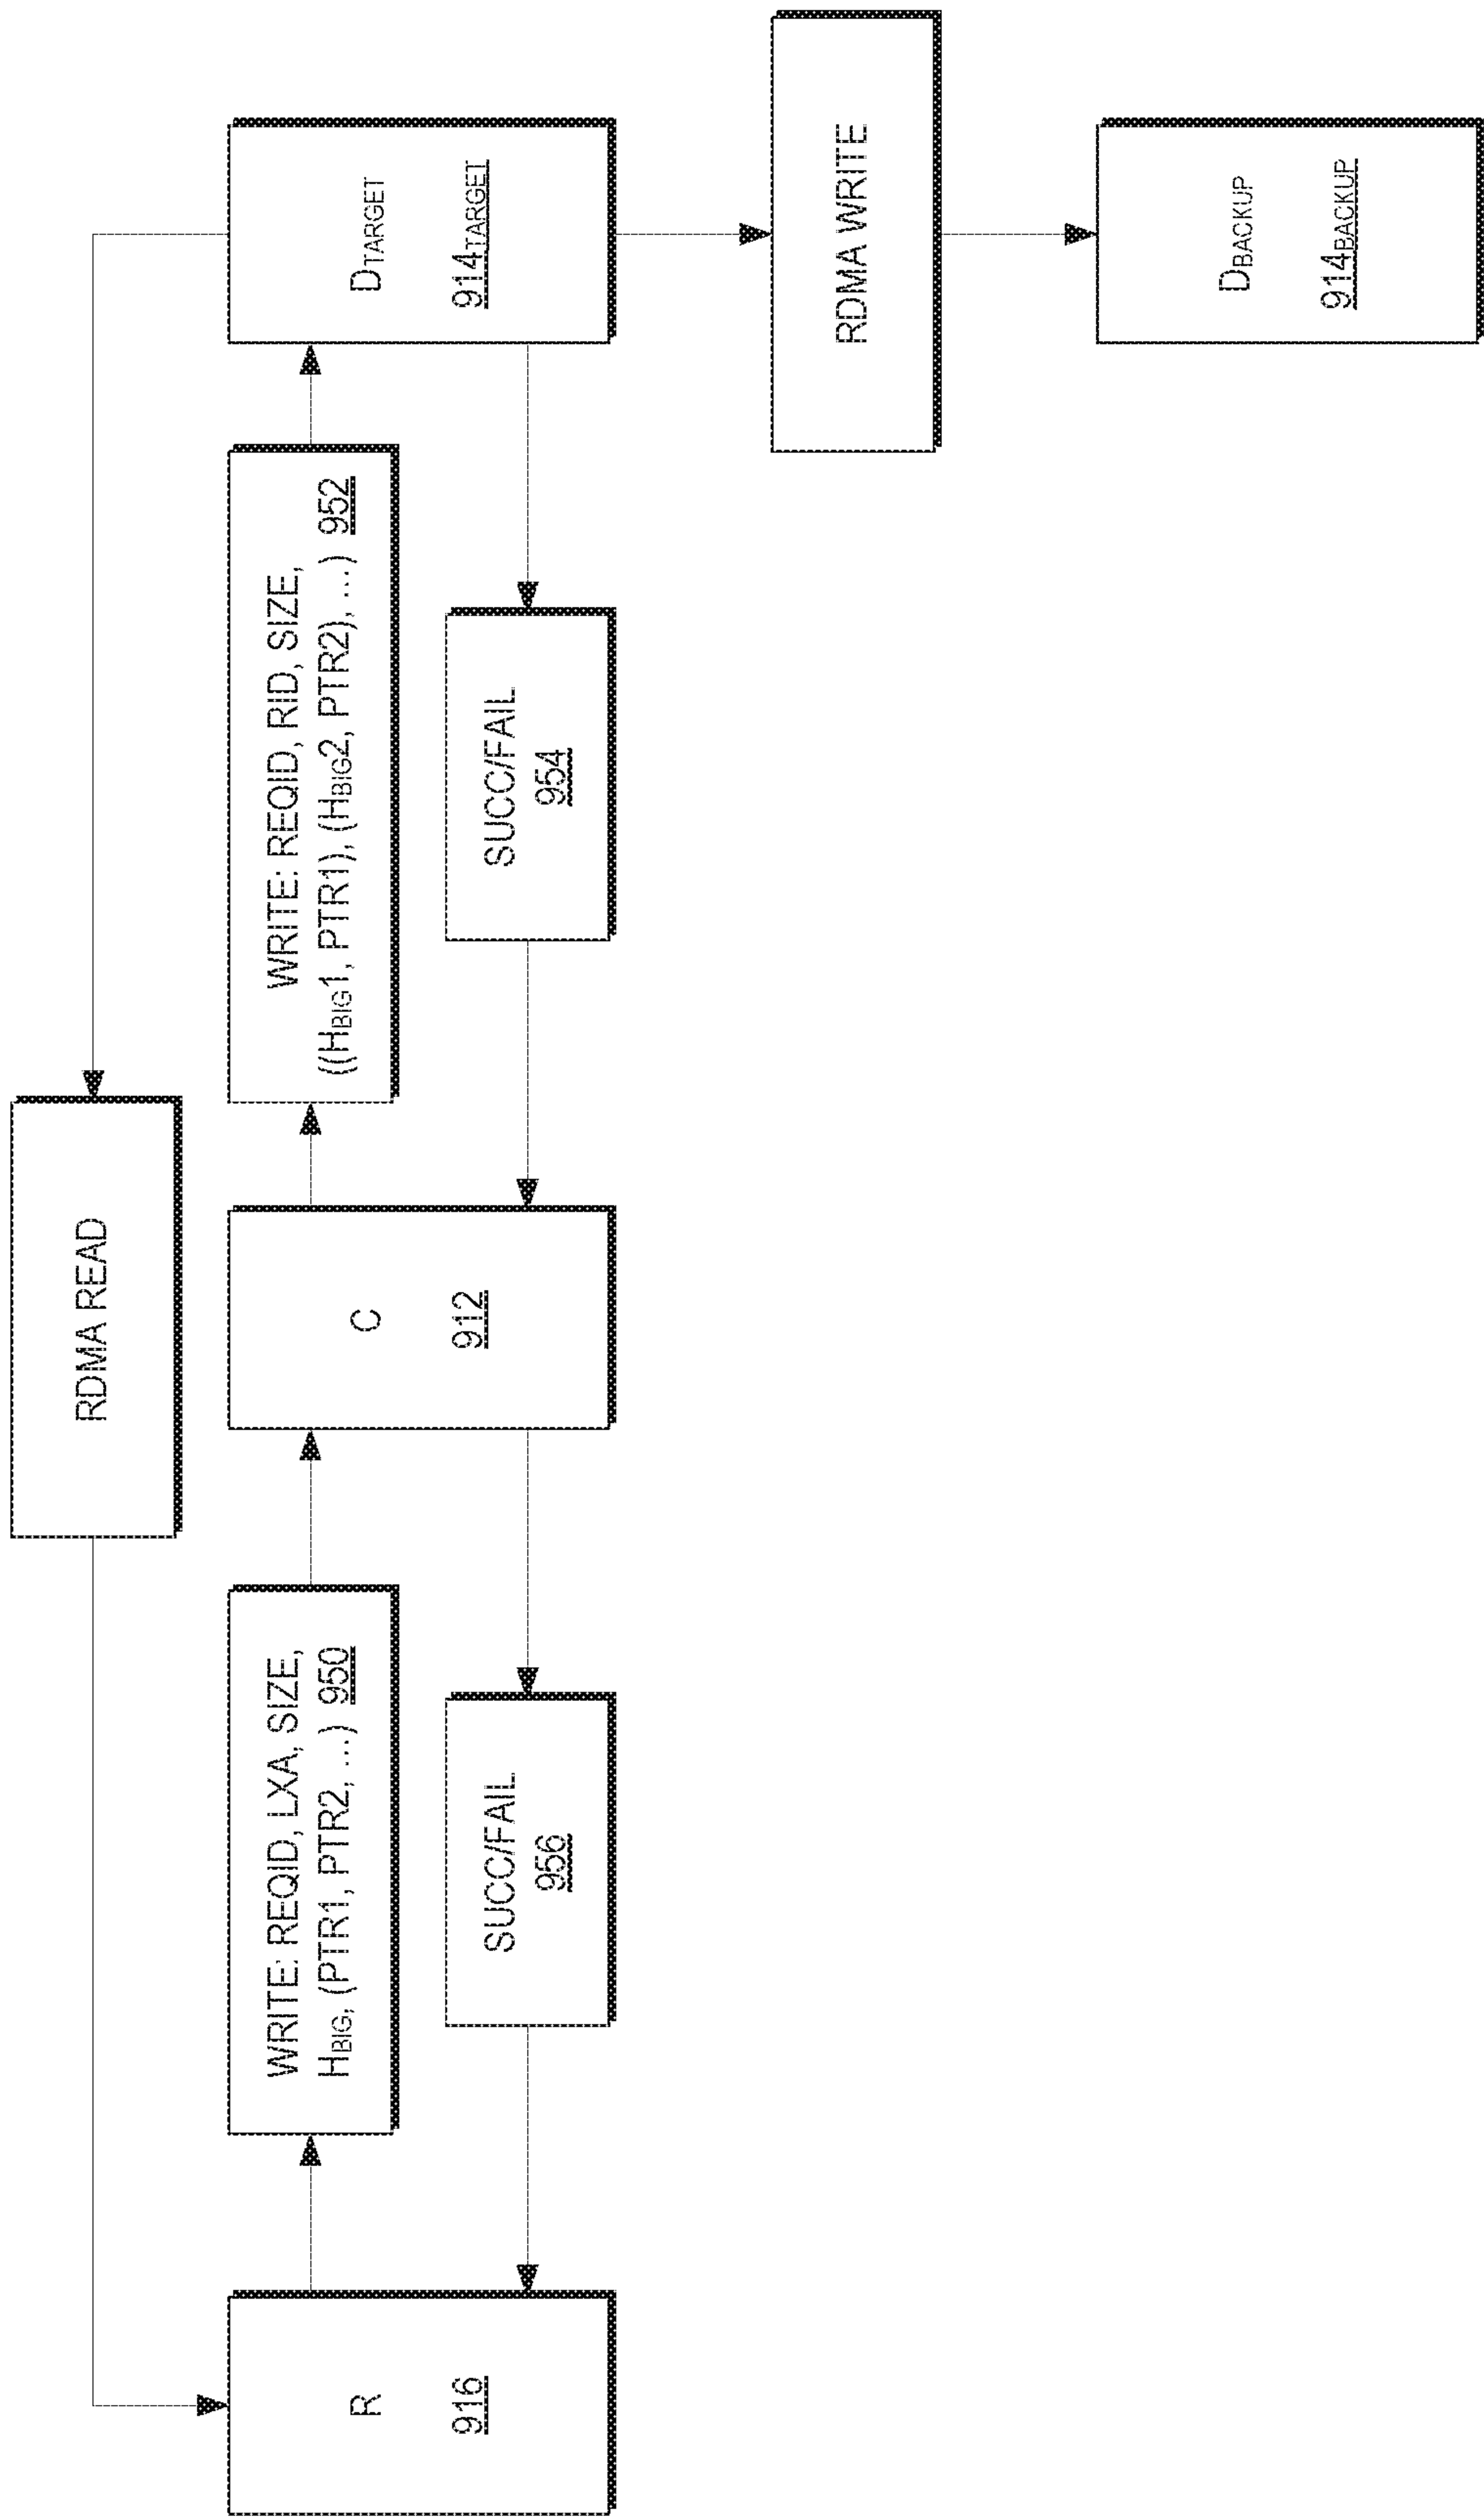 RDMA READ
R
916
WRITE: REQID, LXA, SIZE,
HBIG, (PTR1, PTR2, ...) 950
C
912
WRITE: REQID, RID, SIZE,
((HBIG1, PTR1), (HBIG2, PTR2), ...) 952
DTARGET
914TARGET
SUCC/FAIL
956
SUCC/FAIL
954
RDMA WRITE
DBACKUP
914BACKUP